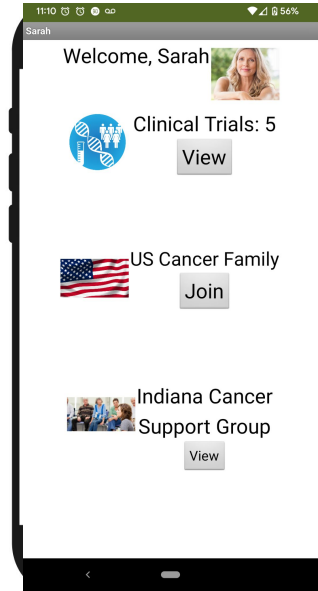 11:10 56%
Sarah
Welcome, Sarah
Clinical Trials: 5
View
US Cancer Family
Join
Indiana Cancer
Support Group
View